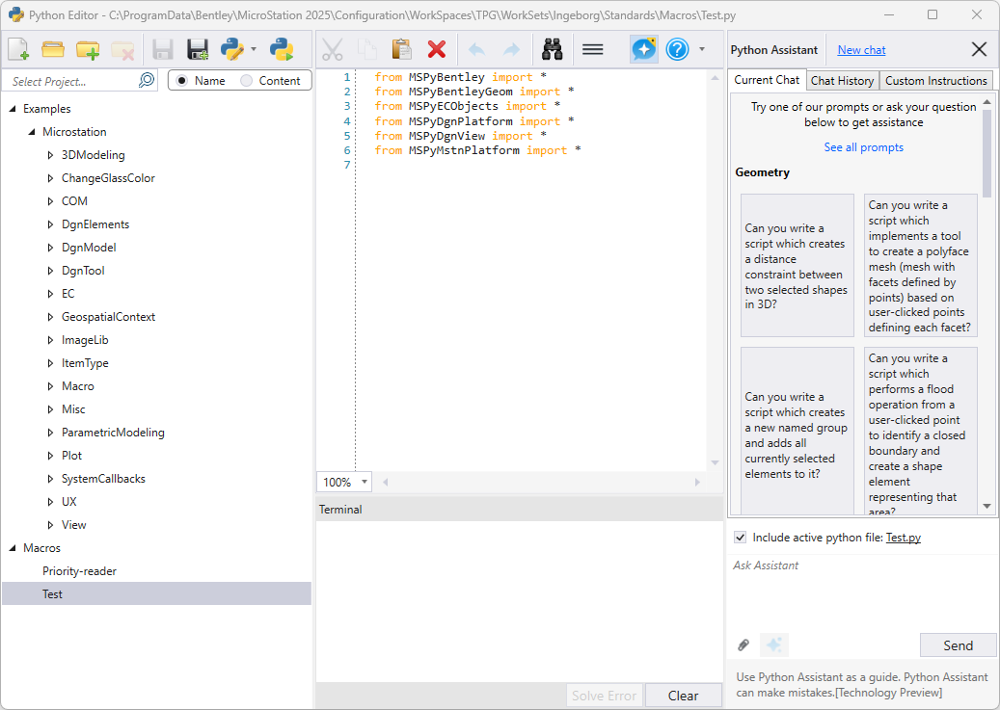 Python Editor - C:\ProgramData\Bentley\MicroStation 2025\Configuration\WorkSpaces\TPG\WorkSets\Ingeborg\Standards\Macros\Test.py
Select Project...
Name
Content
Examples
Microstation
3DModeling
ChangeGlassColor
COM
DgnElements
DgnModel
DgnTool
EC
GeospatialContext
ImageLib
ItemType
Macro
Misc
ParametricModeling
Plot
SystemCallbacks
UX
View
Macros
Priority-reader
Test
1 from MSPyBentley import *
2 from MSPyBentleyGeom import *
3 from MSPyECObjects import *
4 from MSPyDgnPlatform import *
5 from MSPyDgnView import *
6 from MSPyMstnPlatform import *
7
100%
Terminal
Solve Error
Clear
Python Assistant
New chat
Current Chat
Chat History
Custom Instructions
Try one of our prompts or ask your question
below to get assistance
See all prompts
Geometry
Can you write a
script which creates
a distance
constraint between
two selected shapes
in 3D?
Can you write a
script which
implements a tool
to create a polyface
mesh (mesh with
facets defined by
points) based on
user-clicked points
defining each facet?
Can you write a
script which creates
a new named group
and adds all
currently selected
elements to it?
Can you write a
script which
performs a flood
operation from a
user-clicked point
to identify a closed
boundary and
create a shape
element
representing that
area?
Include active python file: Test.py
Ask Assistant
Send
Use Python Assistant as a guide. Python Assistant
can make mistakes.[Technology Preview]